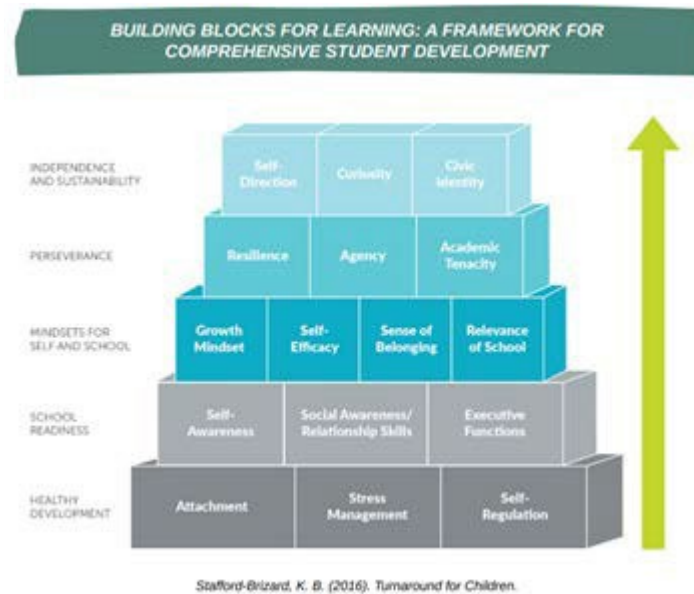 BUILDING BLOCKS FOR LEARNING: A FRAMEWORK FOR
COMPREHENSIVE STUDENT DEVELOPMENT
INDEPENDENCE
AND SUSTAINABILITY
Self-
Direction
Curiosity
Civic
Identity
PERSEVERANCE
Resilience
Agency
Academic
Tenacity
MINDSETS FOR
SELF AND SCHOOL
Growth
Mindset
Self-
Efficacy
Sense of
Belonging
Relevance
of School
SCHOOL
READINESS
Self-
Awareness
Social Awareness/
Relationship Skills
Executive
Functions
HEALTHY
DEVELOPMENT
Attachment
Stress
Management
Self-
Regulation
Stafford-Brizard, K. B. (2016). Turnaround for Children.